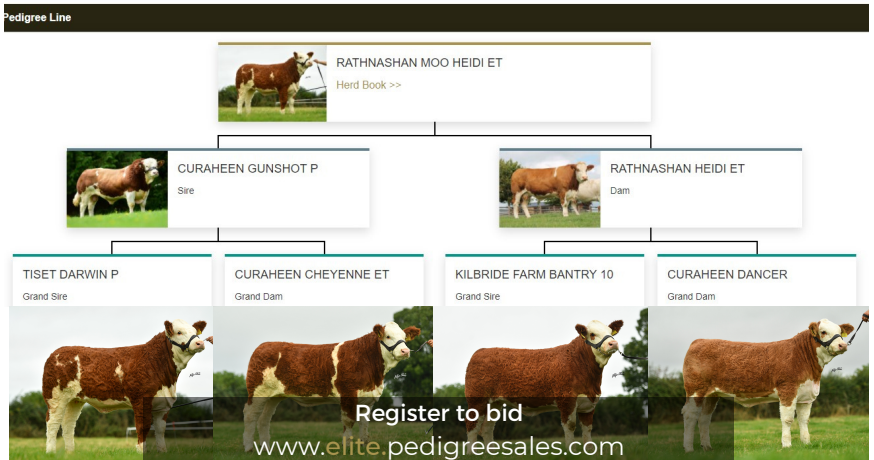 Pedigree Line
RATHNASHAN MOO HEIDI ET
Herd Book >>
CURAHEEN GUNSHOT P
Sire
RATHNASHAN HEIDI ET
Dam
TISET DARWIN P
Grand Sire
CURAHEEN CHEYENNE ET
Grand Dam
KILBRIDE FARM BANTRY 10
Grand Sire
CURAHEEN DANCER
Grand Dam
Register to bid
www.elite.pedigreesales.com